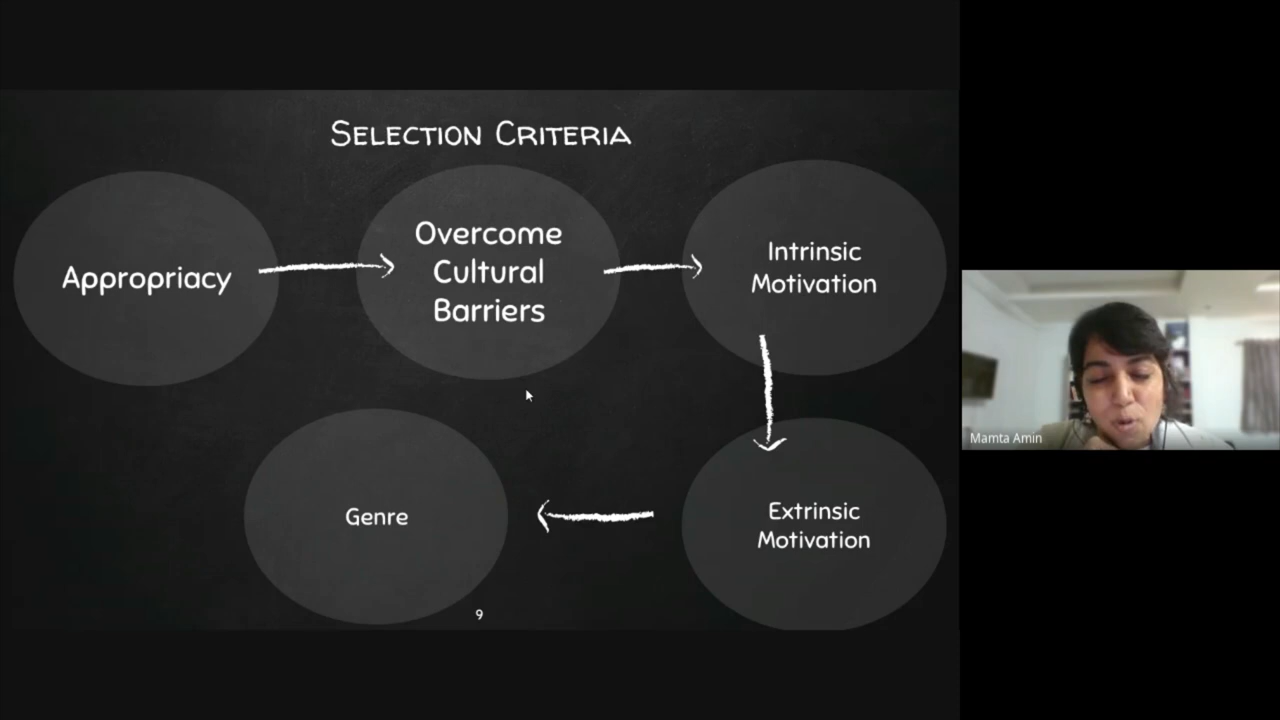 Selection Criteria
Appropriacy
Overcome
Cultural
Barriers
Intrinsic
Motivation
Extrinsic
Motivation
Genre
9
Mamta Amin